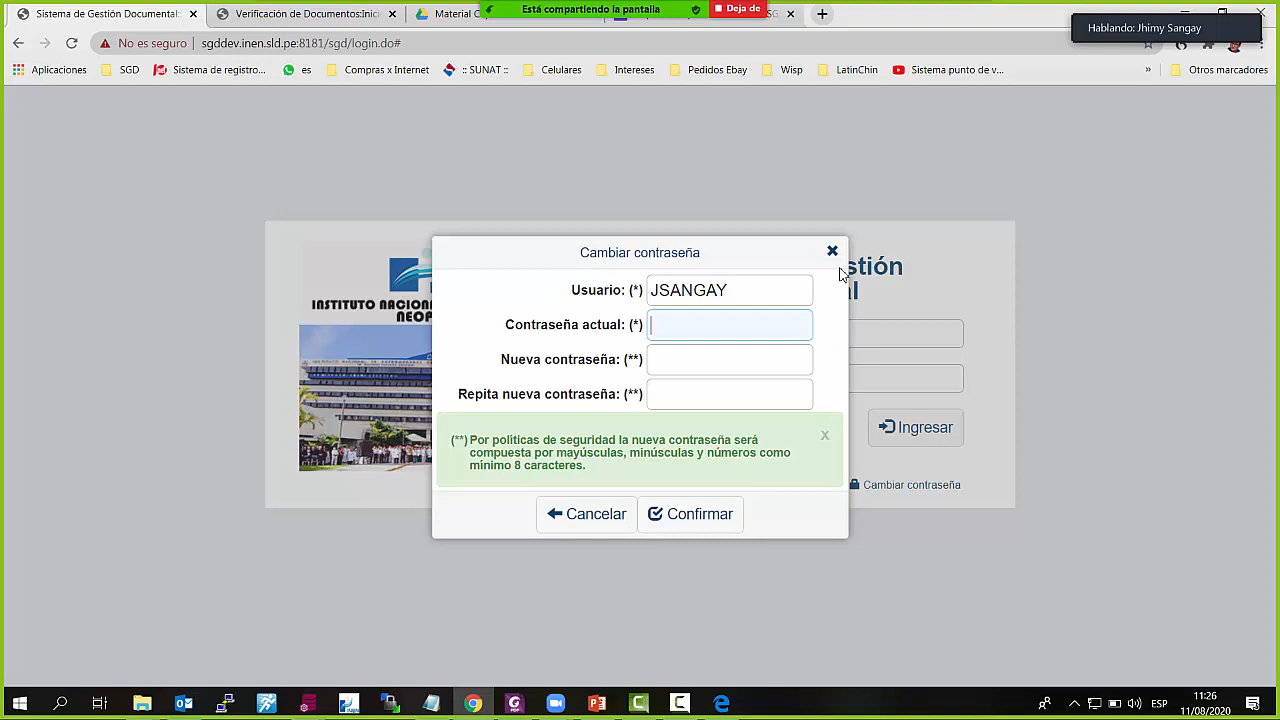 Sistema de Gestión Documental:
Verificación de Documentos:Inici
Material C
Está compartiendo la pantalla
Deja de
Hablando: Jhimy Sangay
No es seguro
sgddev.inen.sld.pe:8181/sgd/login.do#
Aplicaciones
SGD
Sistema de registro...
es
Compras x Internet
:: SUNAT ::
Celulares
Intereses
Pedidos Ebay
Wisp
LatinChin
Sistema punto de v...
»
Otros marcadores
INSTITUTO NACIONA
NEOP
stión
al
Cambiar contraseña
Usuario: (*) JSANGAY
Contraseña actual: (*)
Nueva contraseña: (**)
Repita nueva contraseña: (**)
(**) Por políticas de seguridad la nueva contraseña será
compuesta por mayúsculas, minúsculas y números como
mínimo 8 caracteres.
x
Cancelar
Confirmar
Ingresar
Cambiar contraseña
ESP
11:26
11/08/2020